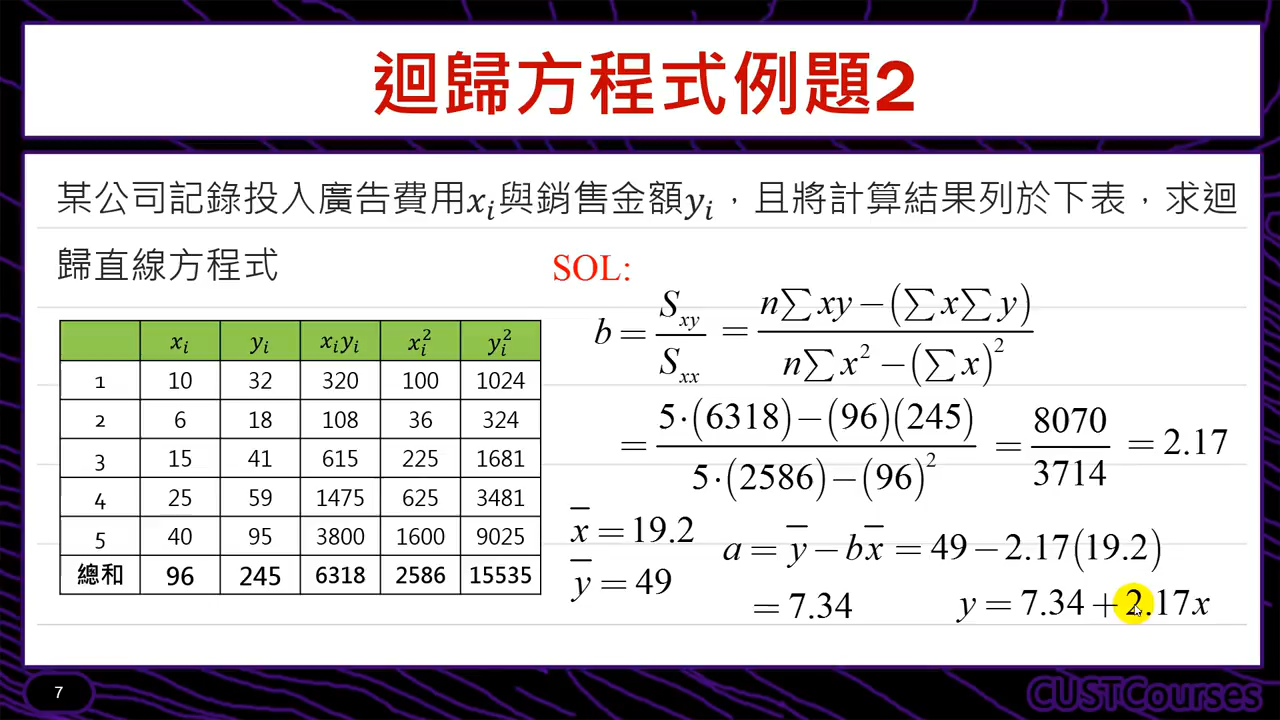 迴歸方程式例題2
某公司記錄投入廣告費用xᵢ與銷售金額yᵢ，且將計算結果列於下表，求迴
歸直線方程式
SOL:
b = Sxy/Sxx = (n∑xy−(∑x∑y))/(n∑x²−(∑x)²)
= (5·(6318)−(96)(245))/(5·(2586)−(96)²) = 8070/3714 = 2.17
xᵢ yᵢ xᵢyᵢ xᵢ² yᵢ²
1 10 32 320 100 1024
2 6 18 108 36 324
3 15 41 615 225 1681
4 25 59 1475 625 3481
5 40 95 3800 1600 9025
總和 96 245 6318 2586 15535
x̄ = 19.2
ȳ = 49
a = ȳ − bx̄ = 49 − 2.17(19.2)
= 7.34
y = 7.34 + 2.17x
7
CUSTCourses